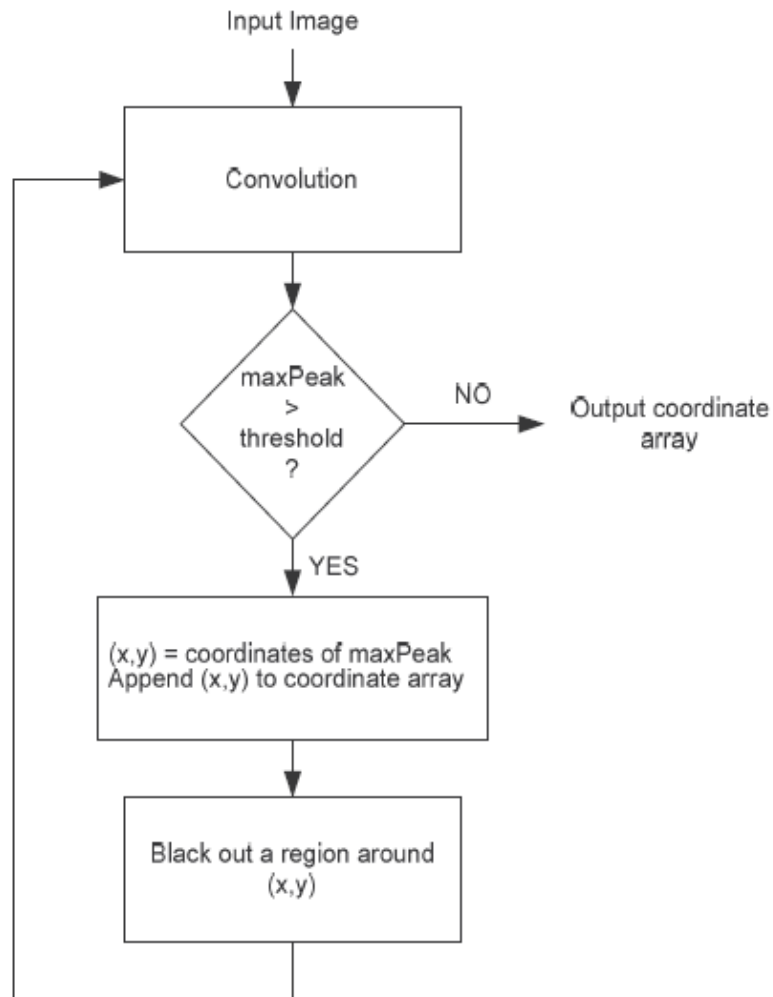 Input Image
Convolution
maxPeak
>
threshold
?
NO
Output coordinate
array
YES
(x,y) = coordinates of maxPeak
Append (x,y) to coordinate array
Black out a region around
(x,y)